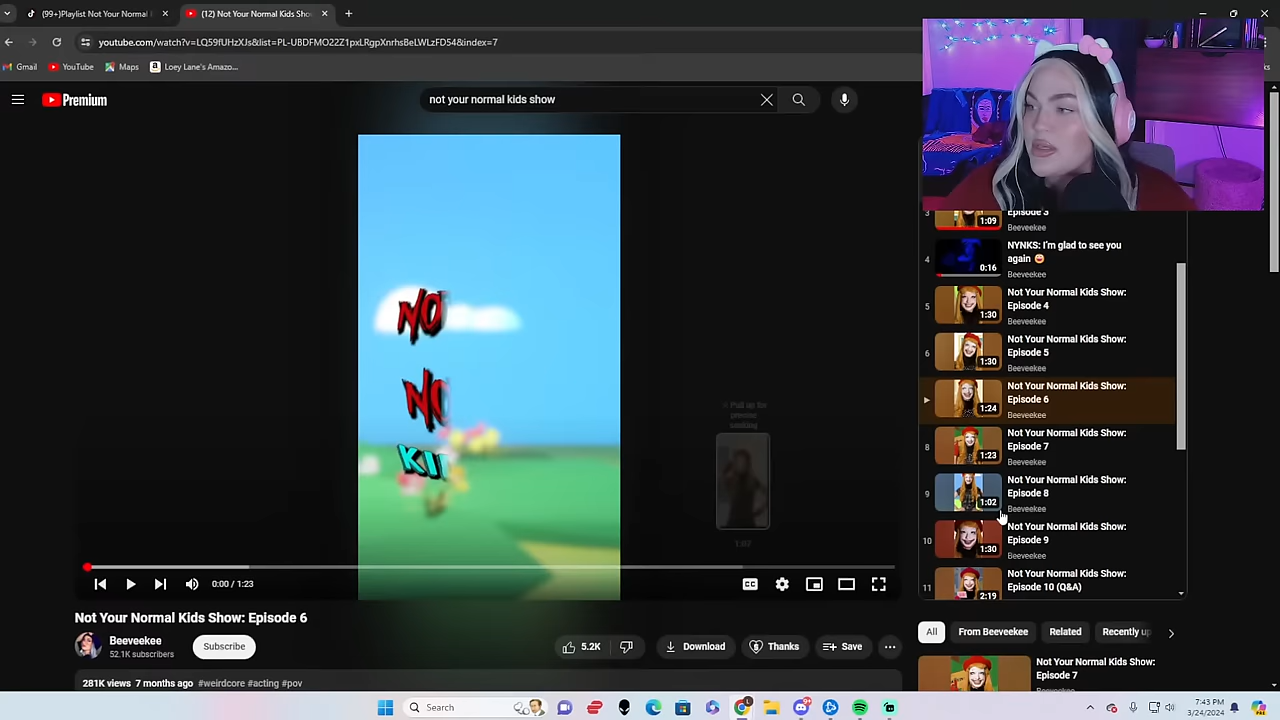 (99+)Playlist Not Your Normal
(12) Not Your Normal Kids Sho
youtube.com/watch?v=
index=7
Gmail
YouTube
Maps
Loey Lane's Amazo...
Premium
not your normal kids show
NO
NO
KI
0:00 / 1:23
CC
Not Your Normal Kids Show: Episode 6
Beeveekee
52.1K subscribers
Subscribe
5.2K
Download
Thanks
Save
281K views 7 months ago #weirdcore
3
1:09
Episode 3
Beeveekee
4
0:16
NYNKS: I'm glad to see you
again 😆
Beeveekee
5
1:30
Not Your Normal Kids Show:
Episode 4
Beeveekee
6
1:30
Not Your Normal Kids Show:
Episode 5
Beeveekee
1:24
Not Your Normal Kids Show:
Episode 6
Beeveekee
8
1:23
Not Your Normal Kids Show:
Episode 7
Beeveekee
9
1:02
Not Your Normal Kids Show:
Episode 8
Beeveekee
10
1:30
Not Your Normal Kids Show:
Episode 9
Beeveekee
11
2:19
Not Your Normal Kids Show:
Episode 10 (Q&A)
All
From Beeveekee
Related
Recently up
Not Your Normal Kids Show:
Episode 7
Search
7:43 PM
3/24/2024